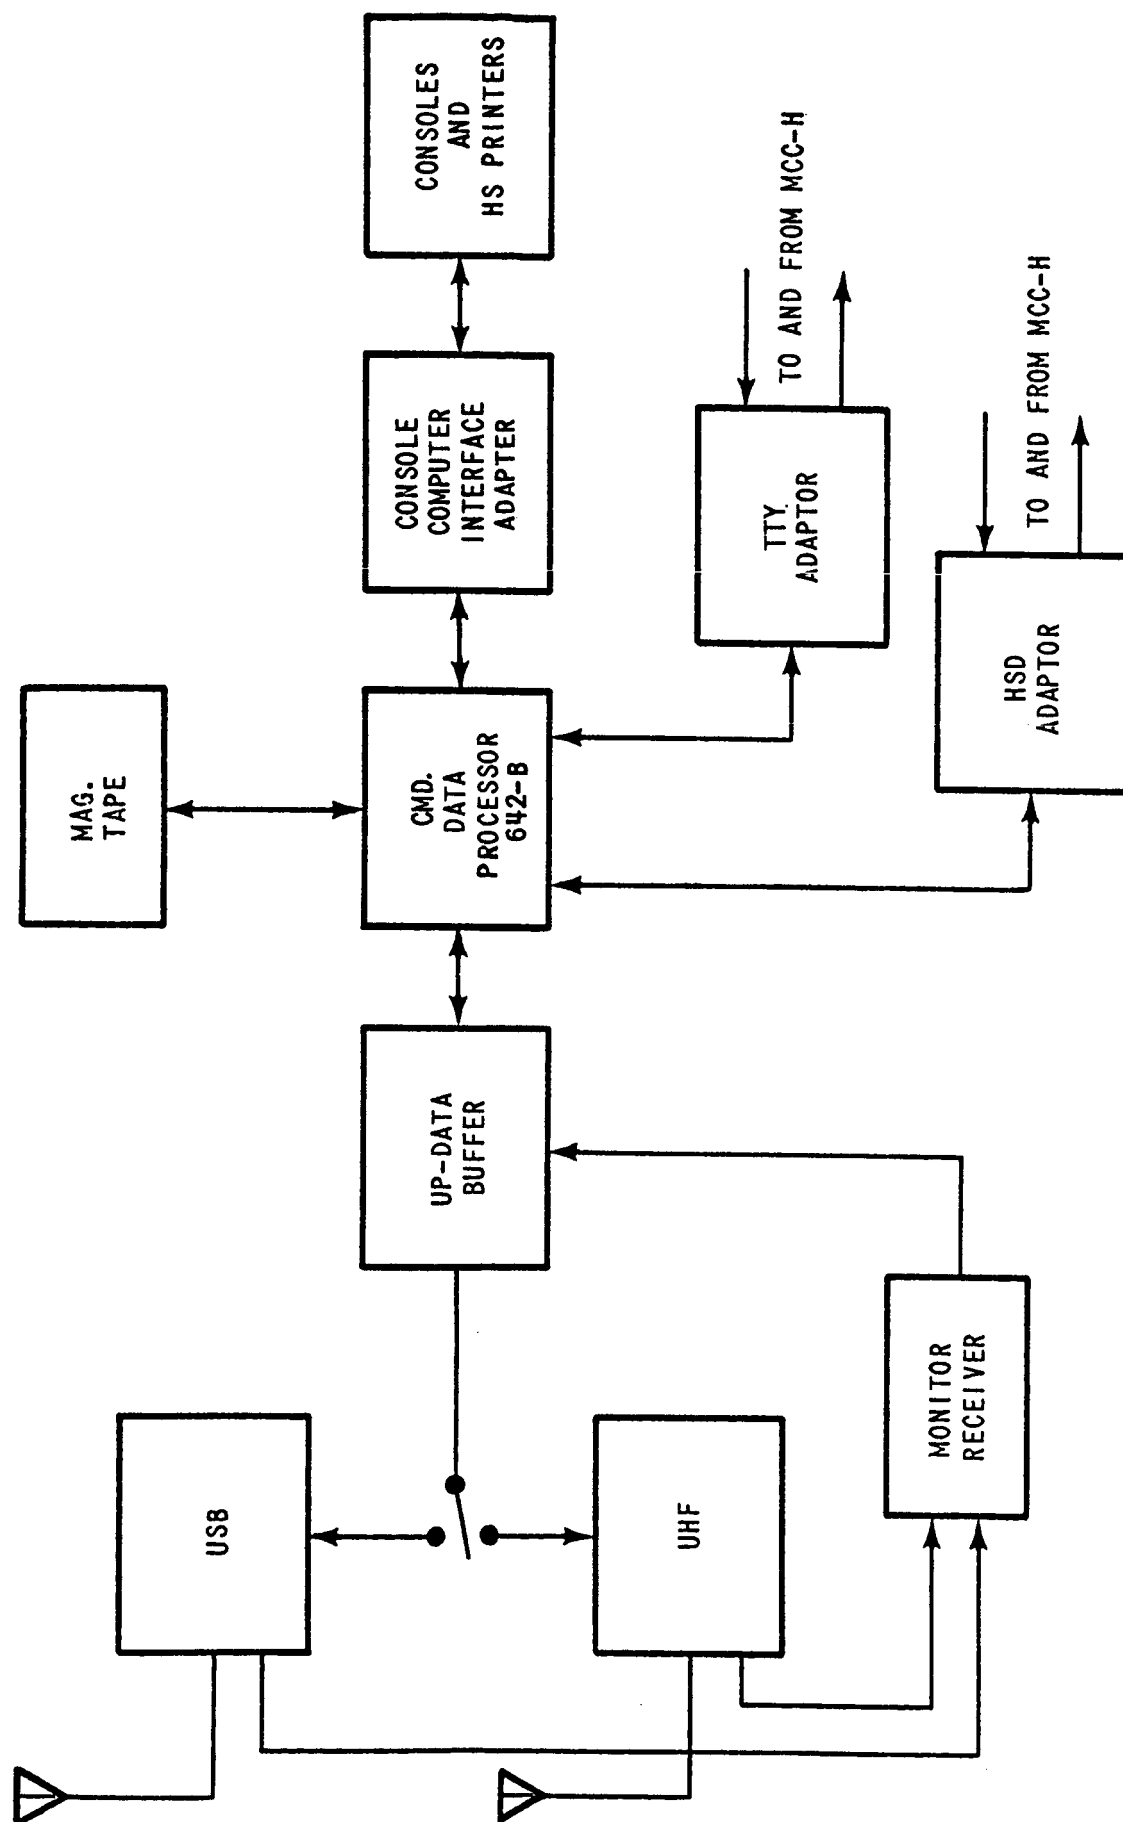 USB
UHF
MONITOR
RECEIVER
UP-DATA
BUFFER
MAG.
TAPE
CMD.
DATA
PROCESSOR
642-B
CONSOLE
COMPUTER
INTERFACE
ADAPTER
CONSOLES
AND
HS PRINTERS
TTY
ADAPTOR
TO AND FROM MCC-H
HSD
ADAPTOR
TO AND FROM MCC-H